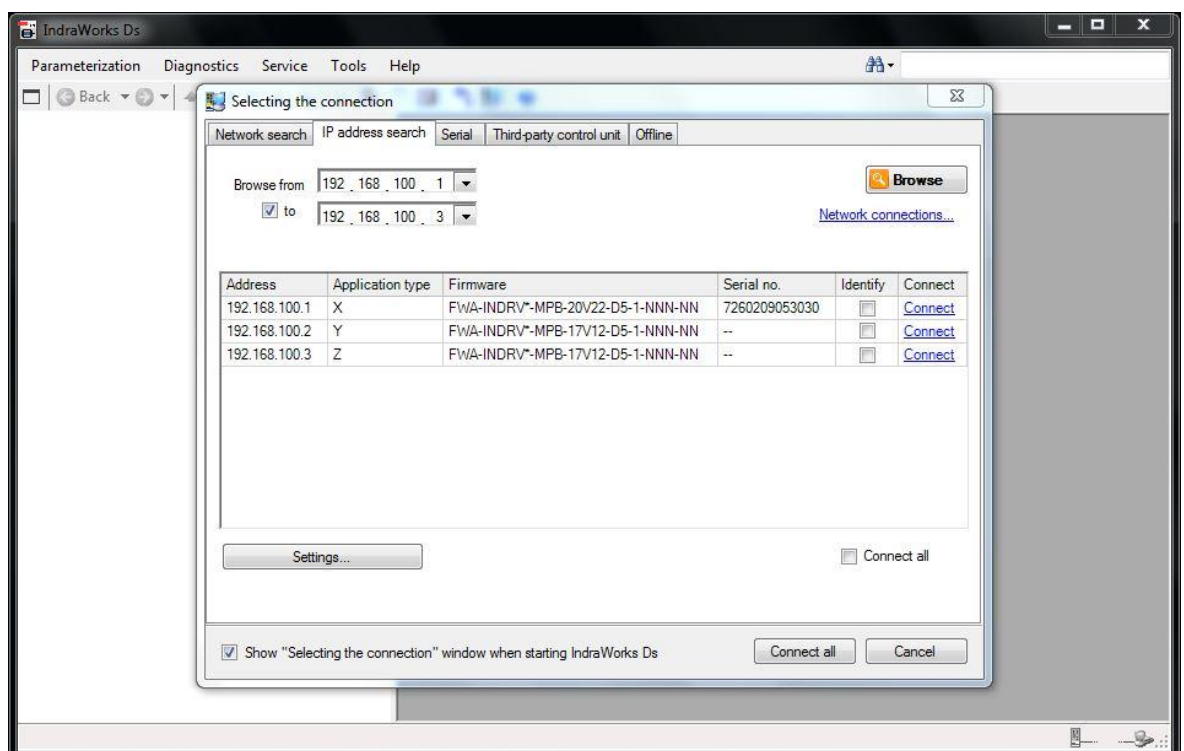 IndraWorks Ds
Parameterization Diagnostics Service Tools Help
Back
Selecting the connection
Network search IP address search Serial Third-party control unit Offline
Browse from 192 . 168 . 100 . 1 Browse
to 192 . 168 . 100 . 3 Network connections...
Address Application type Firmware Serial no. Identify Connect
192.168.100.1 X FWA-INDRV*-MPB-20V22-D5-1-NNN-NN 7260209053030 Connect
192.168.100.2 Y FWA-INDRV*-MPB-17V12-D5-1-NNN-NN -- Connect
192.168.100.3 Z FWA-INDRV*-MPB-17V12-D5-1-NNN-NN -- Connect
Settings... Connect all
Show "Selecting the connection" window when starting IndraWorks Ds Connect all Cancel